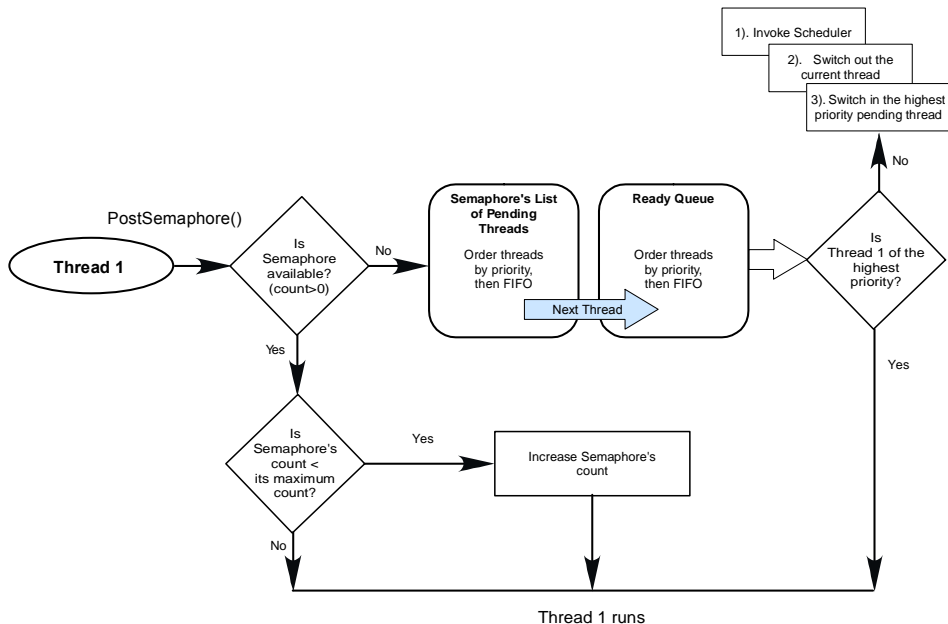 1). Invoke Scheduler
2). Switch out the
current thread
3). Switch in the highest
priority pending thread
No
PostSemaphore()
Thread 1
Is
Semaphore
available?
(count>0)
No
Semaphore's List
of Pending
Threads
Order threads
by priority,
then FIFO
Next Thread
Ready Queue
Order threads
by priority,
then FIFO
Is
Thread 1 of the
highest
priority?
Yes
Yes
Is
Semaphore's
count <
its maximum
count?
Yes
Increase Semaphore's
count
No
Thread 1 runs